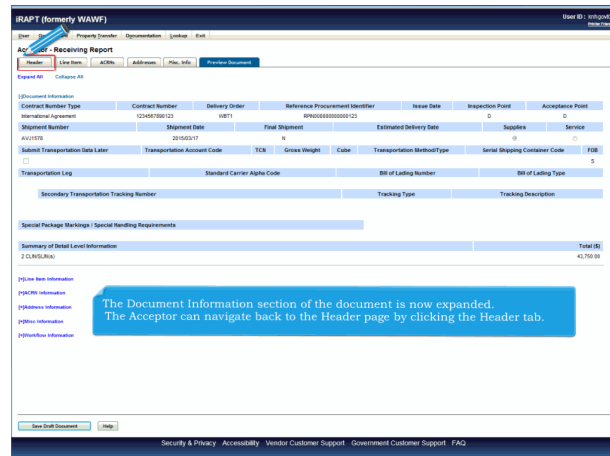 iRAPT (formerly WAWF)
User ID :
Printer Friendly
User Property Transfer Documentation Lookup Exit
Acceptor - Receiving Report
Header Line Item ACRNs Addresses Misc. Info Preview Document
Expand All Collapse All
[-]Document Information
Contract Number Type Contract Number Delivery Order Reference Procurement Identifier Issue Date Inspection Point Acceptance Point
International Agreement 1234567890123 WBT1 D D
Shipment Number Shipment Date Final Shipment Estimated Delivery Date Supplies Service
AVJ1578 2015/03/17 N
Submit Transportation Data Later Transportation Account Code TCN Gross Weight Cube Transportation Method/Type Serial Shipping Container Code FOB
S
Transportation Leg Standard Carrier Alpha Code Bill of Lading Number Bill of Lading Type
Secondary Transportation Tracking Number Tracking Type Tracking Description
Special Package Markings / Special Handling Requirements
Summary of Detail Level Information Total ($)
2 CLIN/SLIN(s) 43,750.00
[+]Line Item Information
[+]ACRN Information
[+]Address Information
[+]Misc Information
[+]Workflow Information
The Document Information section of the document is now expanded.
The Acceptor can navigate back to the Header page by clicking the Header tab.
Save Draft Document Help
Security & Privacy Accessibility Vendor Customer Support Government Customer Support FAQ